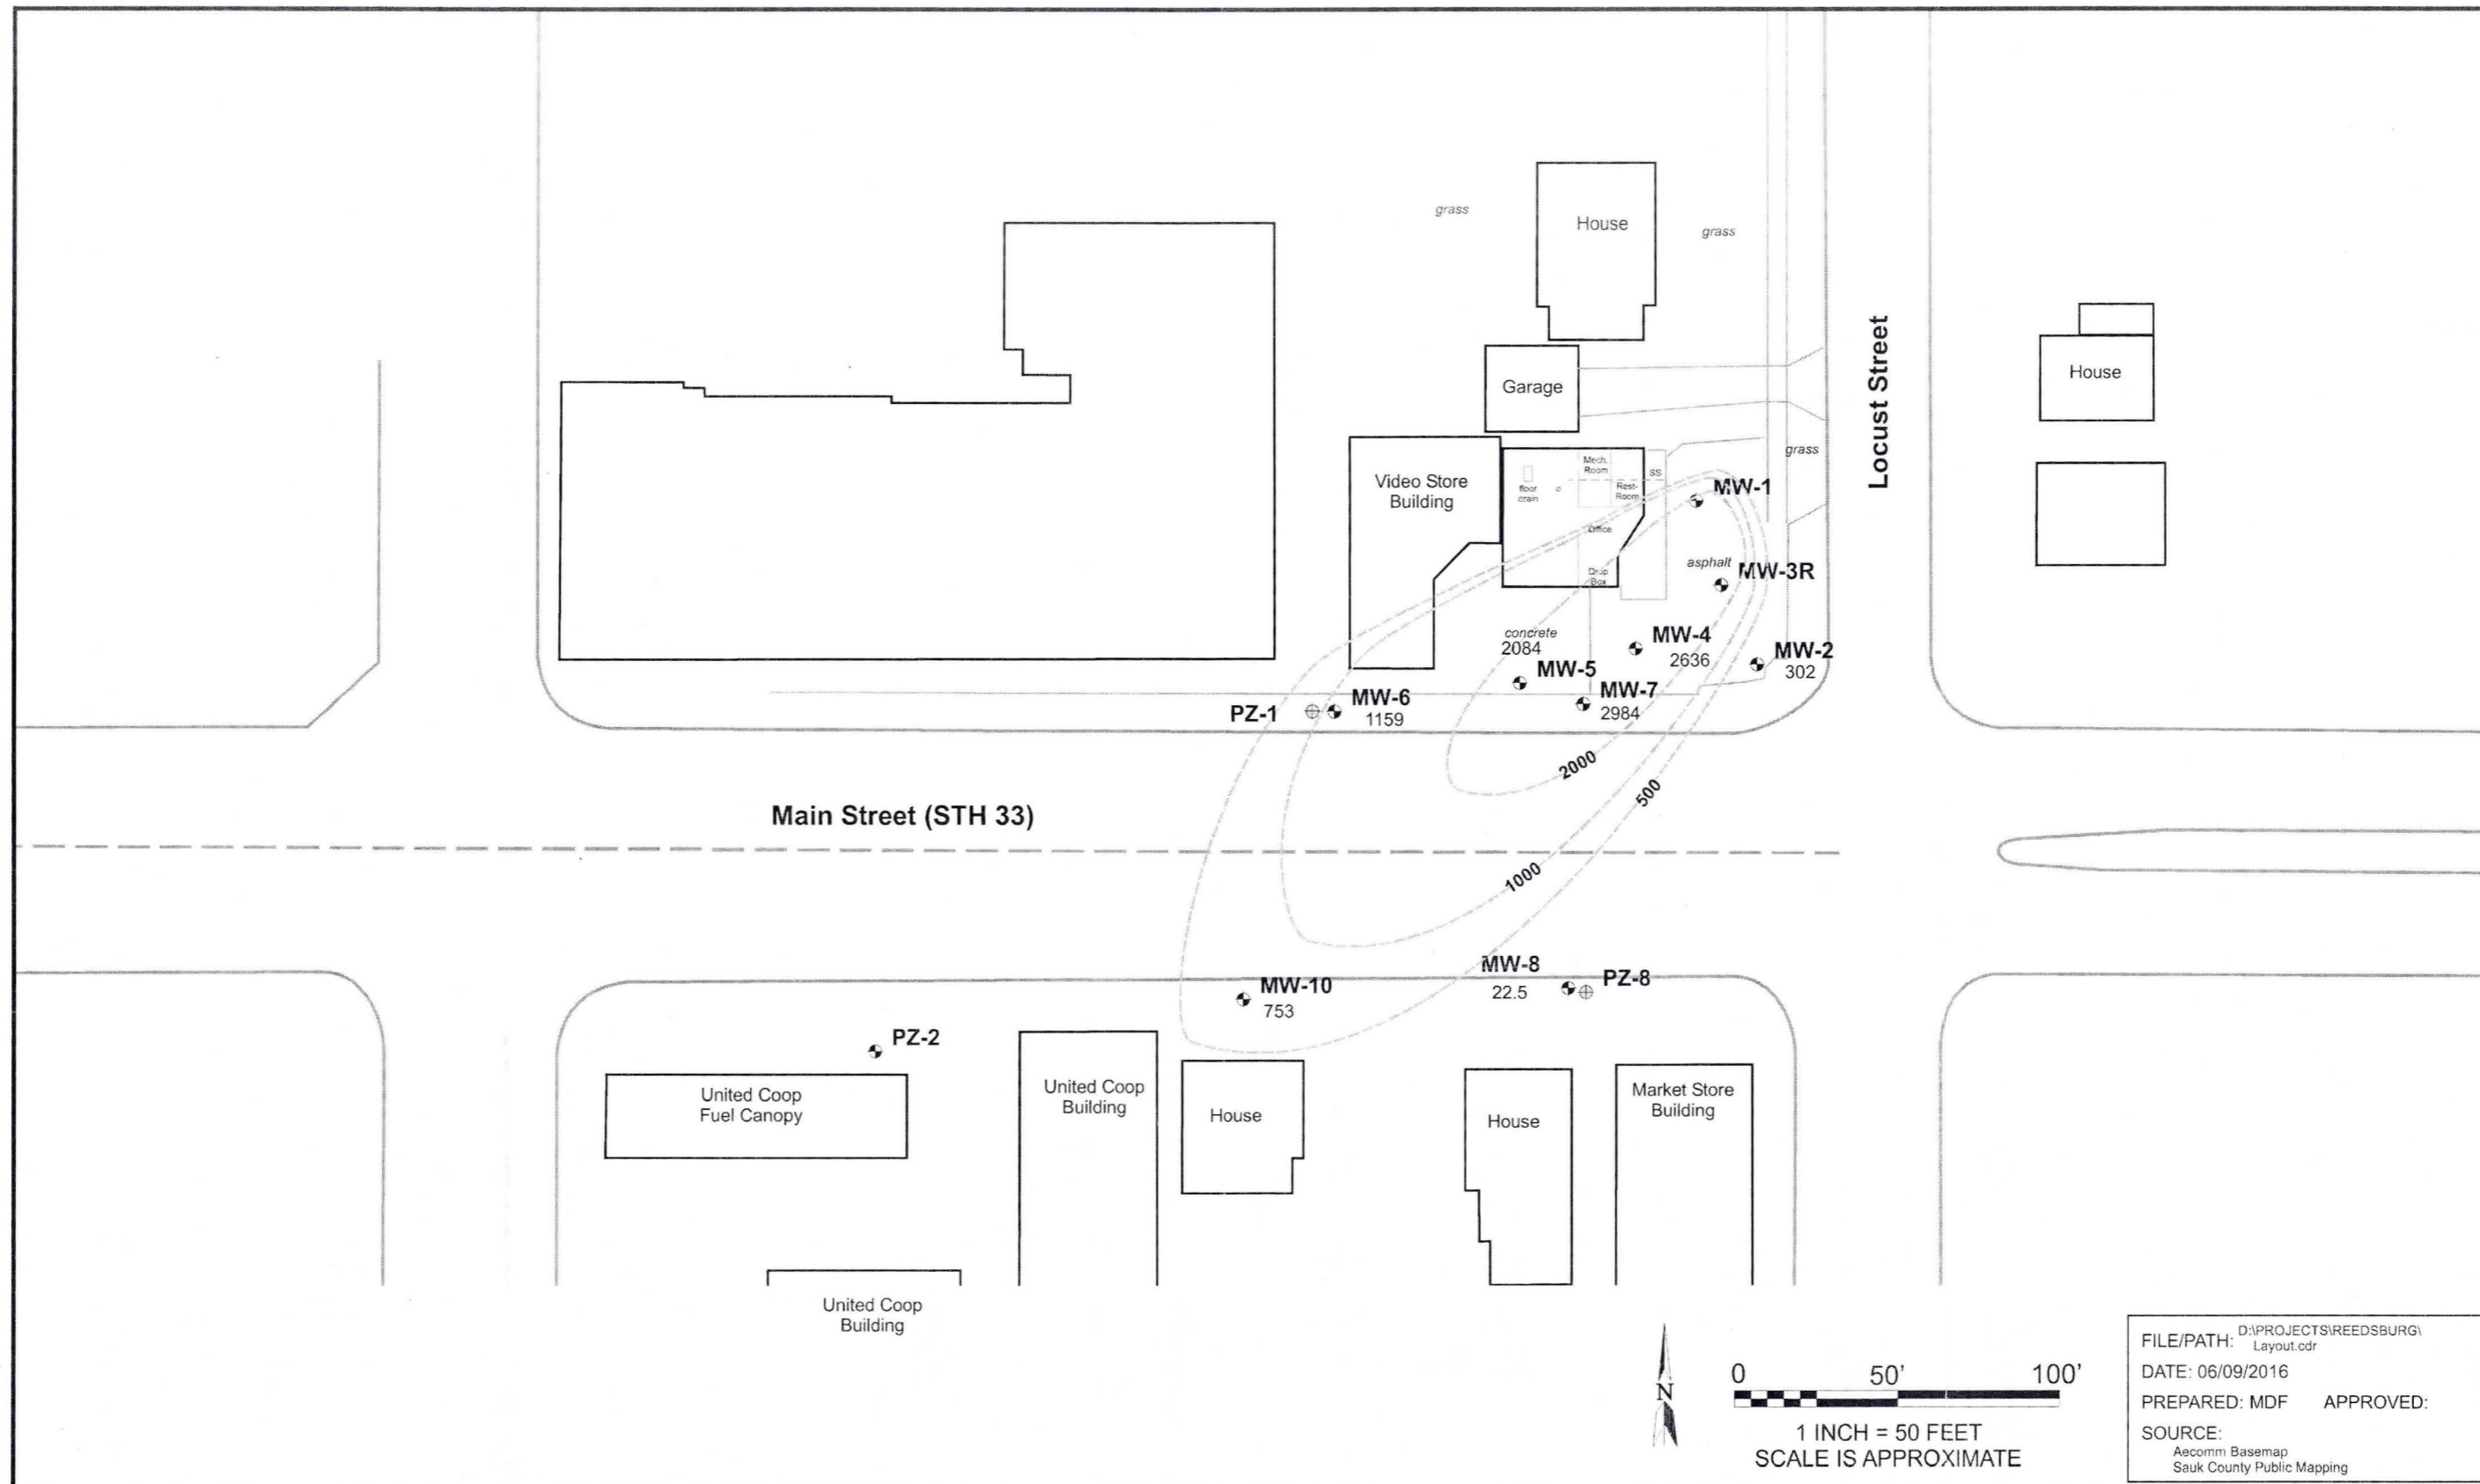 grass
House
grass
Locust Street
House
Garage
grass
Video Store
Building
Mech.
Room
floor
drain
Rest-
Room
SS
MW-1
Office
asphalt
MW-3R
Drop
Box
concrete
2084
MW-5
MW-4
2636
MW-2
302
MW-7
2984
PZ-1
MW-6
1159
2000
500
Main Street (STH 33)
1000
MW-8
22.5
PZ-8
MW-10
753
PZ-2
United Coop
Fuel Canopy
United Coop
Building
House
House
Market Store
Building
United Coop
Building
N
0 50' 100'
1 INCH = 50 FEET
SCALE IS APPROXIMATE
FILE/PATH: D:\PROJECTS\REEDSBURG\
Layout.cdr
DATE: 06/09/2016
PREPARED: MDF APPROVED:
SOURCE:
Aecomm Basemap
Sauk County Public Mapping